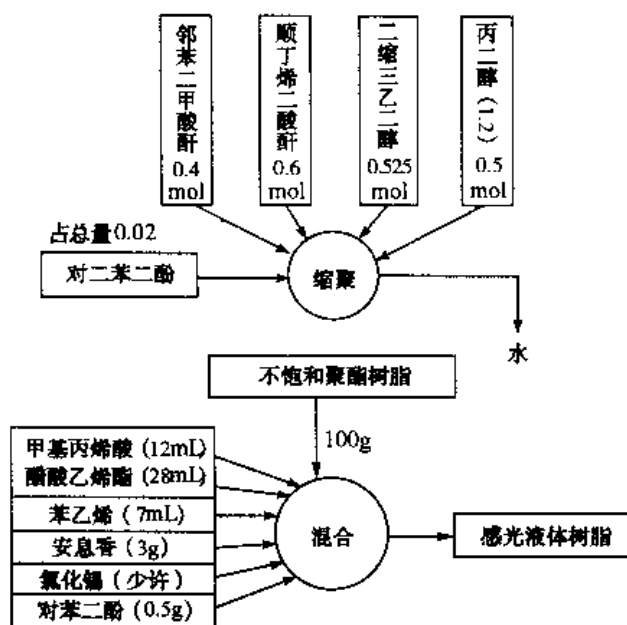 邻苯二甲酸酐
0.4
mol
顺丁烯二酸酐
0.6
mol
二缩三乙二醇
0.525
mol
丙二醇(1.2)
0.5
mol
占总量0.02
对二苯二酚
缩聚
水
不饱和聚酯树脂
100g
甲基丙烯酸(12mL)
醋酸乙烯酯(28mL)
苯乙烯(7mL)
安息香(3g)
氯化锡(少许)
对苯二酚(0.5g)
混合
感光液体树脂